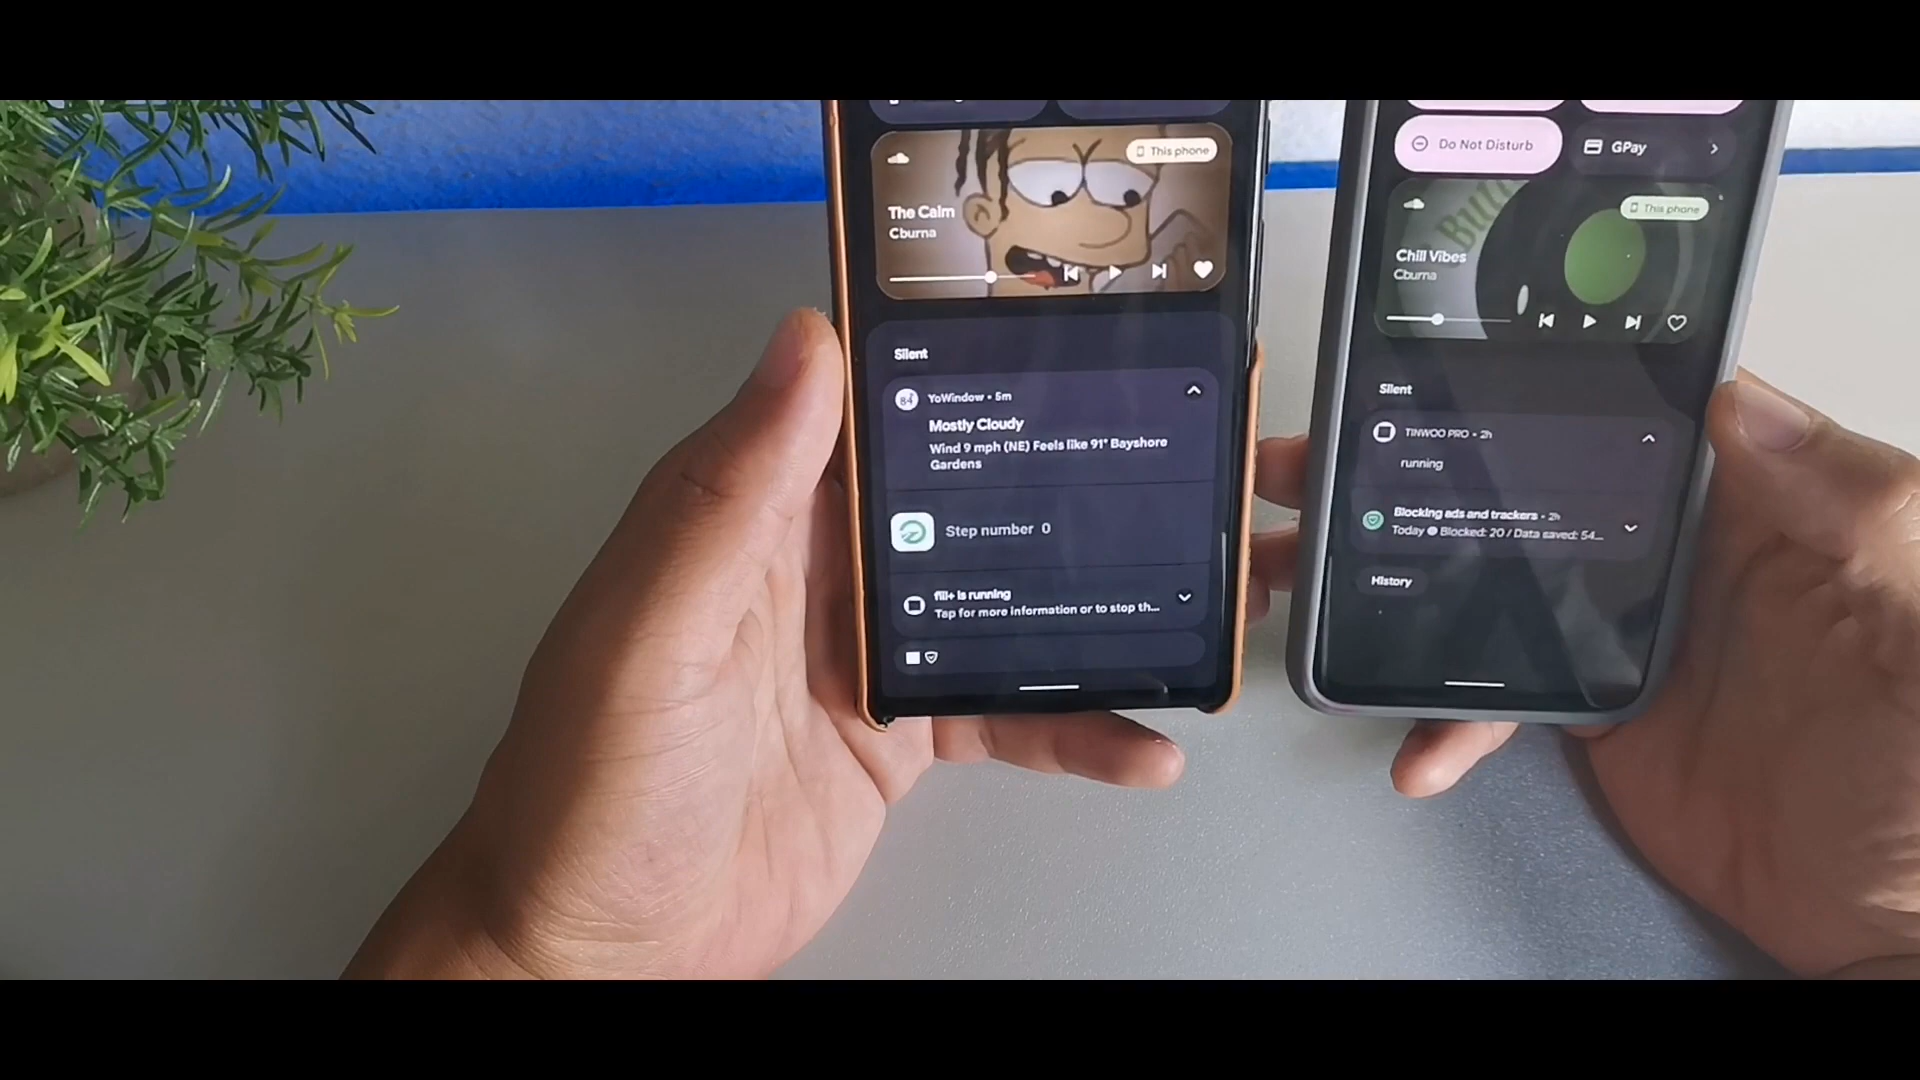 This phone
The Calm
Cburna
Silent
84°
YoWindow • 5m
Mostly Cloudy
Wind 9 mph (NE) Feels like 91° Bayshore
Gardens
Step number 0
fill+ is running
Tap for more information or to stop th...
Do Not Disturb
GPay
This phone
Chill Vibes
Cburna
Silent
TINWOO PRO • 2h
running
Blocking ads and trackers • 2h
Today Blocked: 20 / Data saved: 54...
History